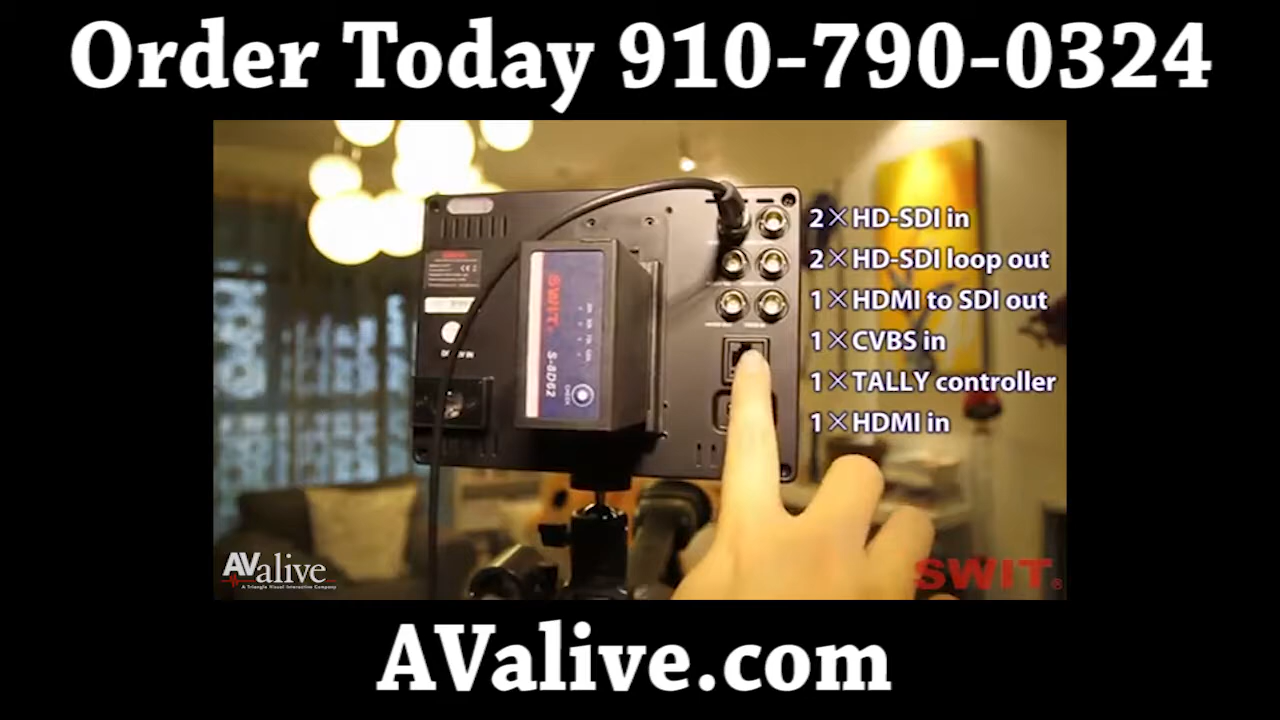 Order Today 910-790-0324
2×HD-SDI in
2×HD-SDI loop out
1×HDMI to SDI out
1×CVBS in
1×TALLY controller
1×HDMI in
SWIT
S-8D62
CHECK
AValive
A Triangle Visual Interactive Company
SWIT®
AValive.com